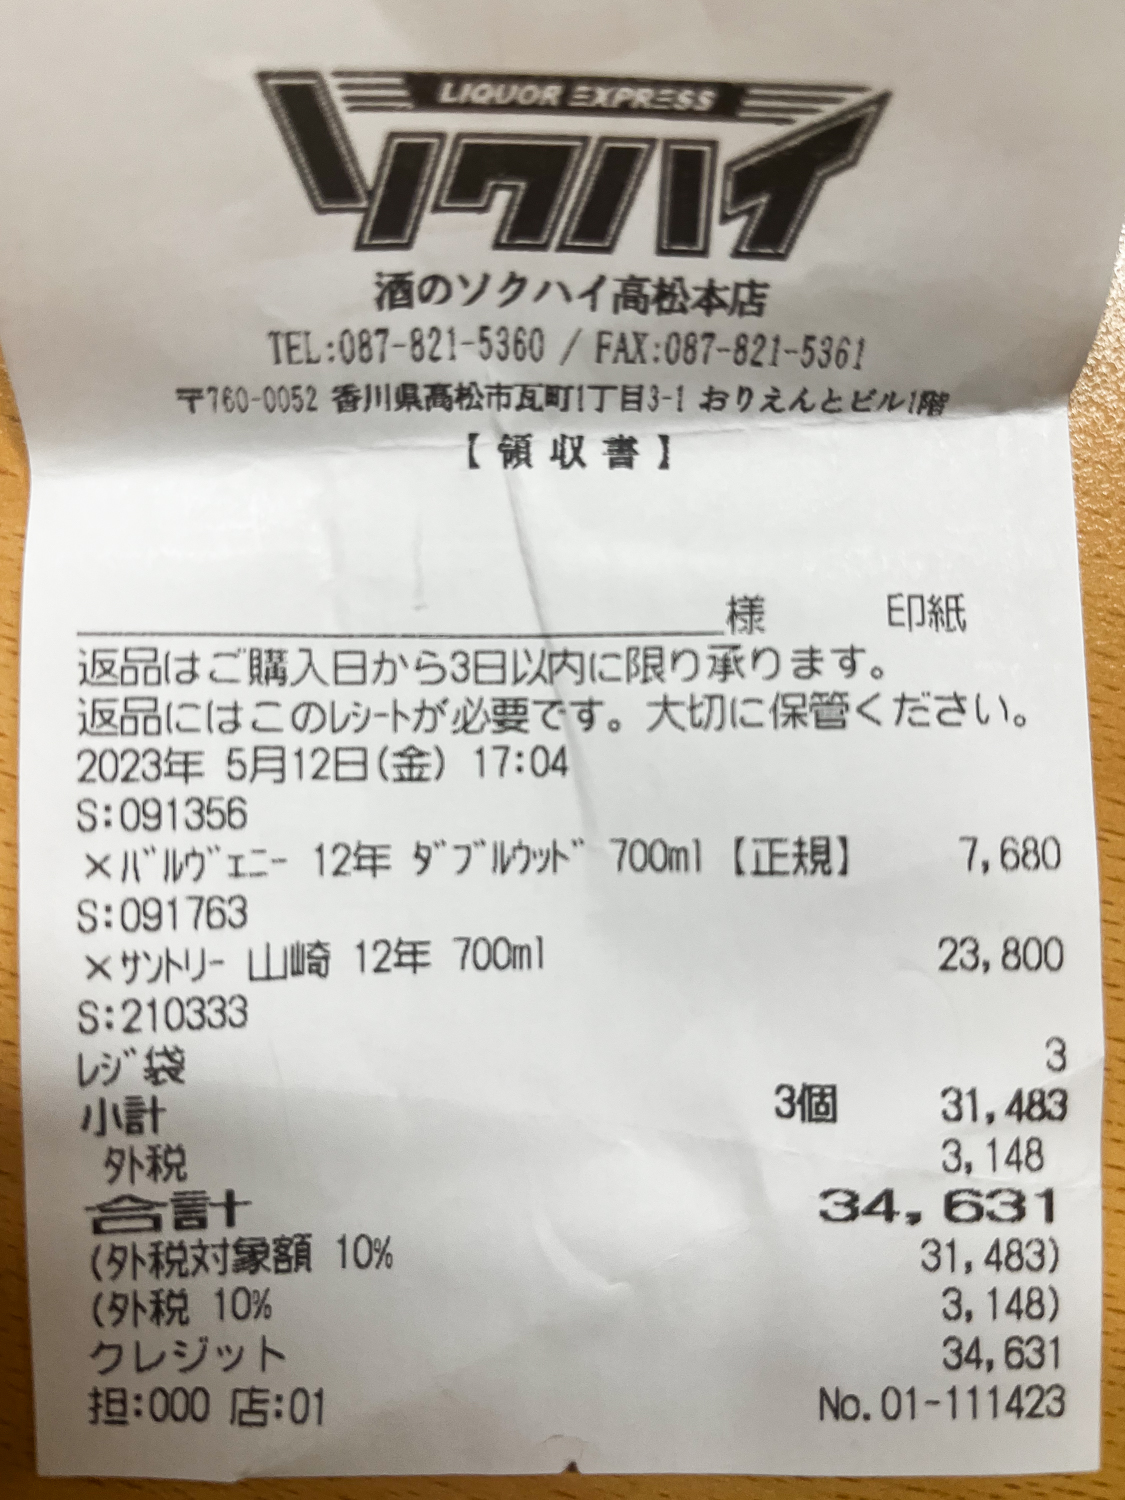 LIQUOR EXPRESS
ソクハイ
酒のソクハイ高松本店
TEL:087-821-5360 / FAX:087-821-5361
〒760-0052 香川県高松市瓦町1丁目3-1 おりえんとビル1階
【領収書】
様 印紙
返品はご購入日から3日以内に限り承ります。
返品にはこのﾚｼｰﾄが必要です。大切に保管ください。
2023年 5月12日(金) 17:04
S:091356
×ﾊﾞﾙｳﾞｪﾆｰ 12年 ﾀﾞﾌﾞﾙｳｯﾄﾞ 700ml【正規】 7,680
S:091763
×ｻﾝﾄﾘｰ 山崎 12年 700ml 23,800
S:210333
ﾚｼﾞ袋 3
小計 3個 31,483
外税 3,148
合計 34,631
(外税対象額 10% 31,483)
(外税 10% 3,148)
クレジット 34,631
担:000 店:01 No.01-111423